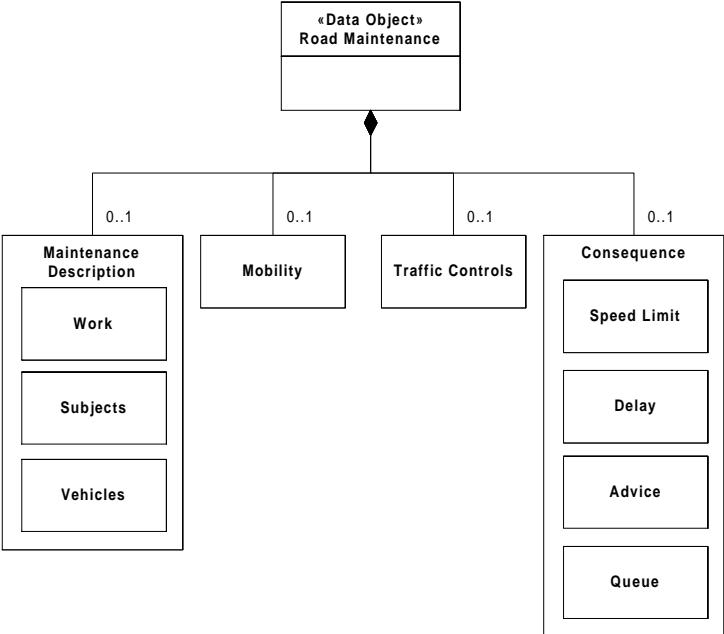 «Data Object»
Road Maintenance
0..1
0..1
0..1
0..1
Maintenance
Description
Work
Subjects
Vehicles
Mobility
Traffic Controls
Consequence
Speed Limit
Delay
Advice
Queue